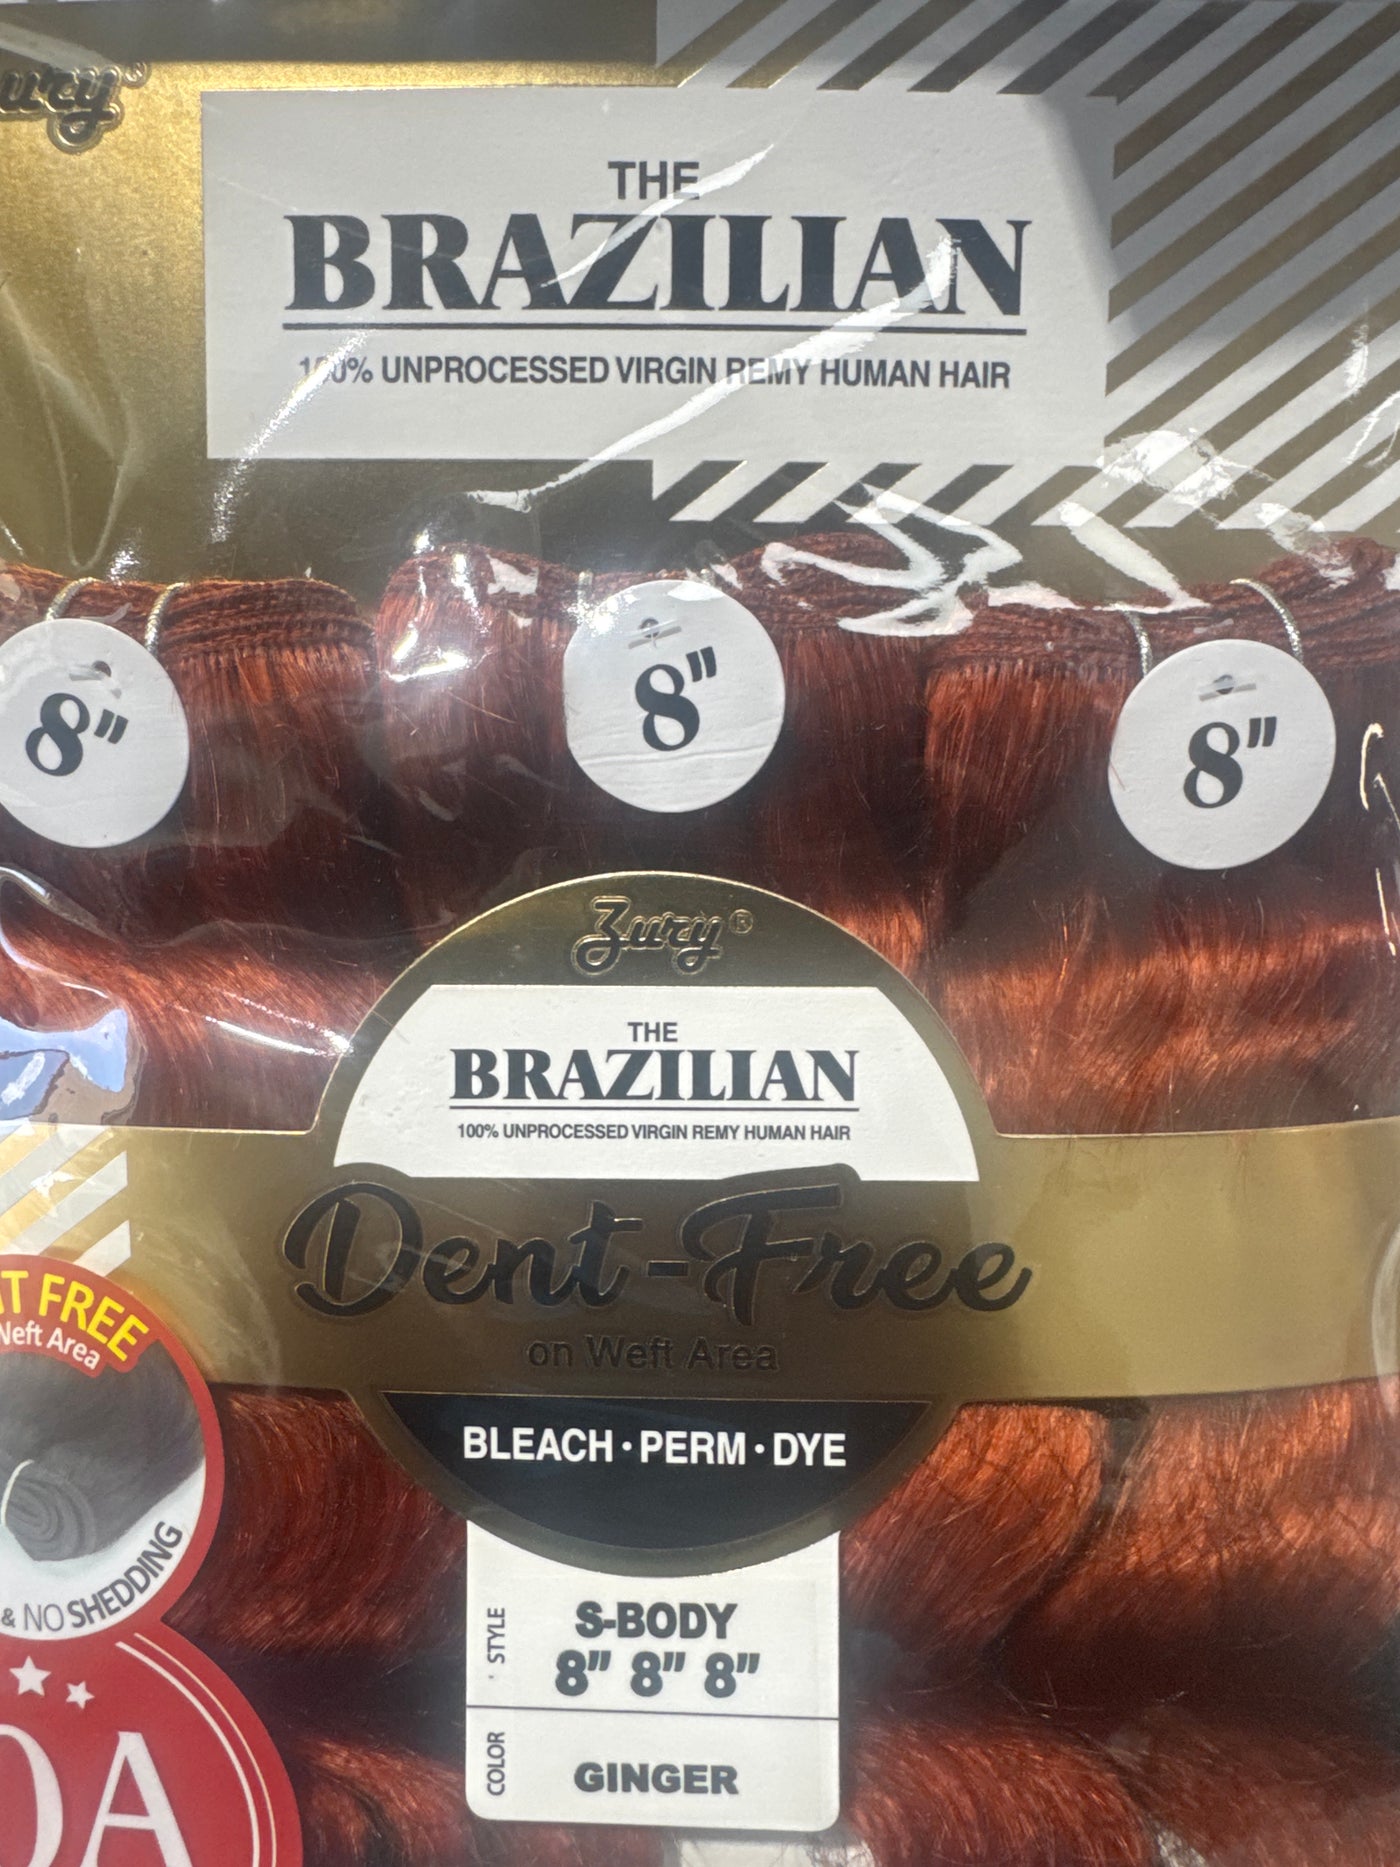 THE
BRAZILIAN
100% UNPROCESSED VIRGIN REMY HUMAN HAIR
8"
8"
8"
Zury®
THE
BRAZILIAN
100% UNPROCESSED VIRGIN REMY HUMAN HAIR
Dent-Free
on Weft Area
BLEACH • PERM • DYE
FREE
Weft Area
& NO SHEDDING
STYLE
S-BODY
8" 8" 8"
COLOR
GINGER